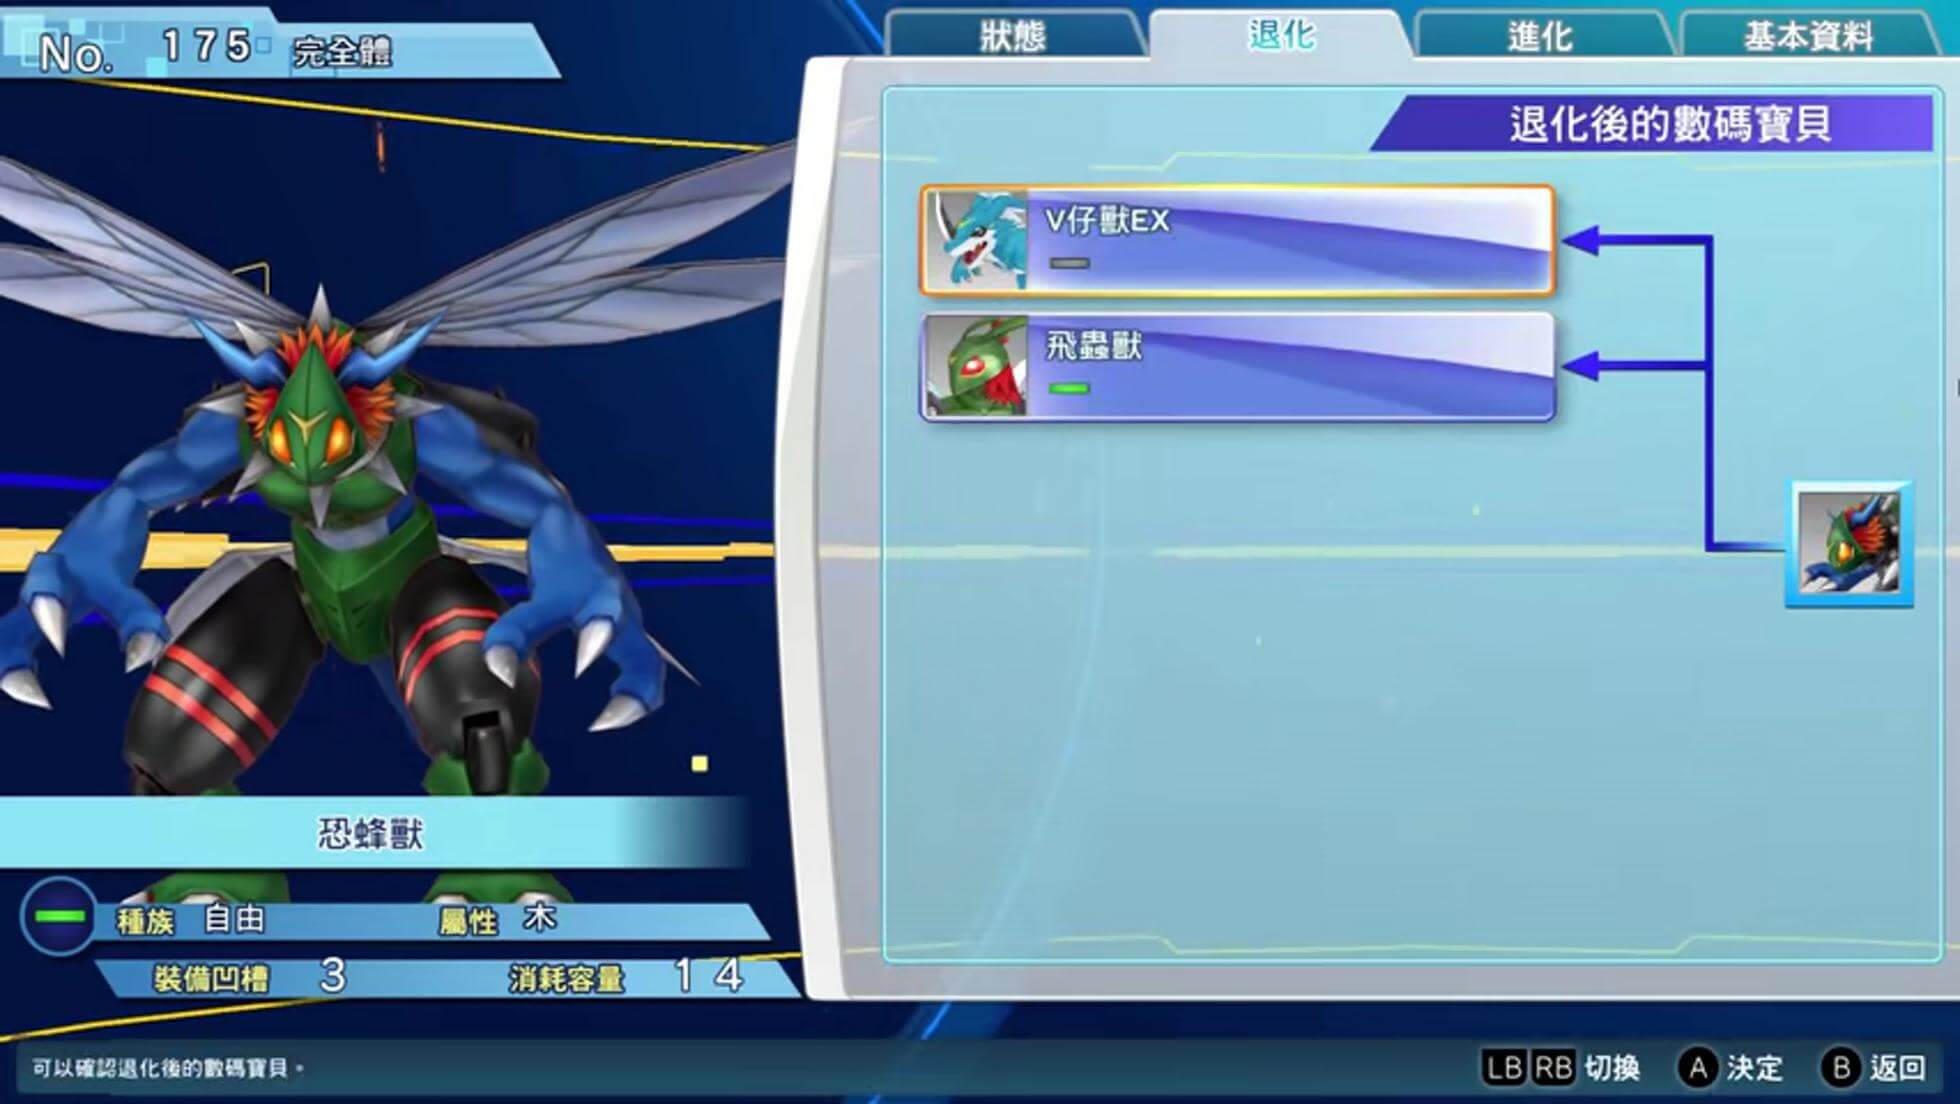 No. 175 完全體
狀態 退化 進化 基本資料
退化後的數碼寶貝
V仔獸EX
飛蟲獸
恐蜂獸
種族 自由 屬性 木
裝備凹槽 3 消耗容量 14
可以確認退化後的數碼寶貝。
LB RB 切換 A 決定 B 返回